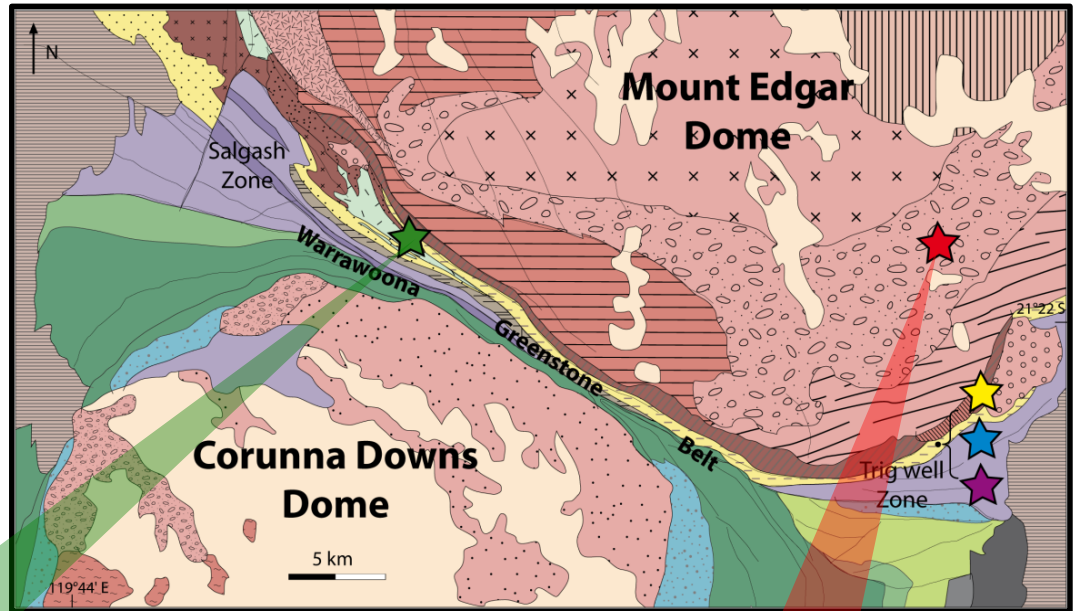 N
Mount Edgar
Dome
Salgash
Zone
Warrawoona
Greenstone
Belt
21°22 S
Trig well
Zone
Corunna Downs
Dome
5 km
119°44' E